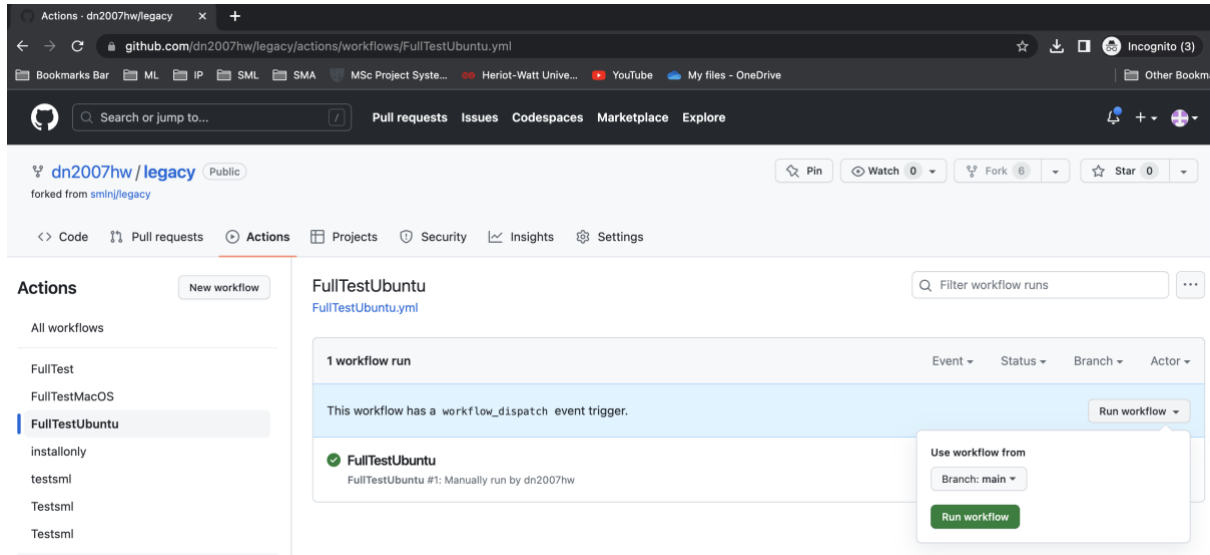 Actions · dn2007hw/legacy
github.com/dn2007hw/legacy/actions/workflows/FullTestUbuntu.yml
Incognito (3)
Bookmarks Bar ML IP SML SMA MSc Project Syste... Heriot-Watt Unive... YouTube My files - OneDrive Other Bookm
Search or jump to... / Pull requests Issues Codespaces Marketplace Explore
dn2007hw / legacy Public Pin Watch 0 Fork 6 Star 0
forked from smlnj/legacy
<> Code Pull requests Actions Projects Security Insights Settings
Actions New workflow
All workflows
FullTest
FullTestMacOS
FullTestUbuntu
installonly
testsml
Testsml
Testsml
FullTestUbuntu
FullTestUbuntu.yml
Filter workflow runs
1 workflow run Event Status Branch Actor
This workflow has a workflow_dispatch event trigger. Run workflow
FullTestUbuntu
FullTestUbuntu #1: Manually run by dn2007hw
Use workflow from
Branch: main
Run workflow